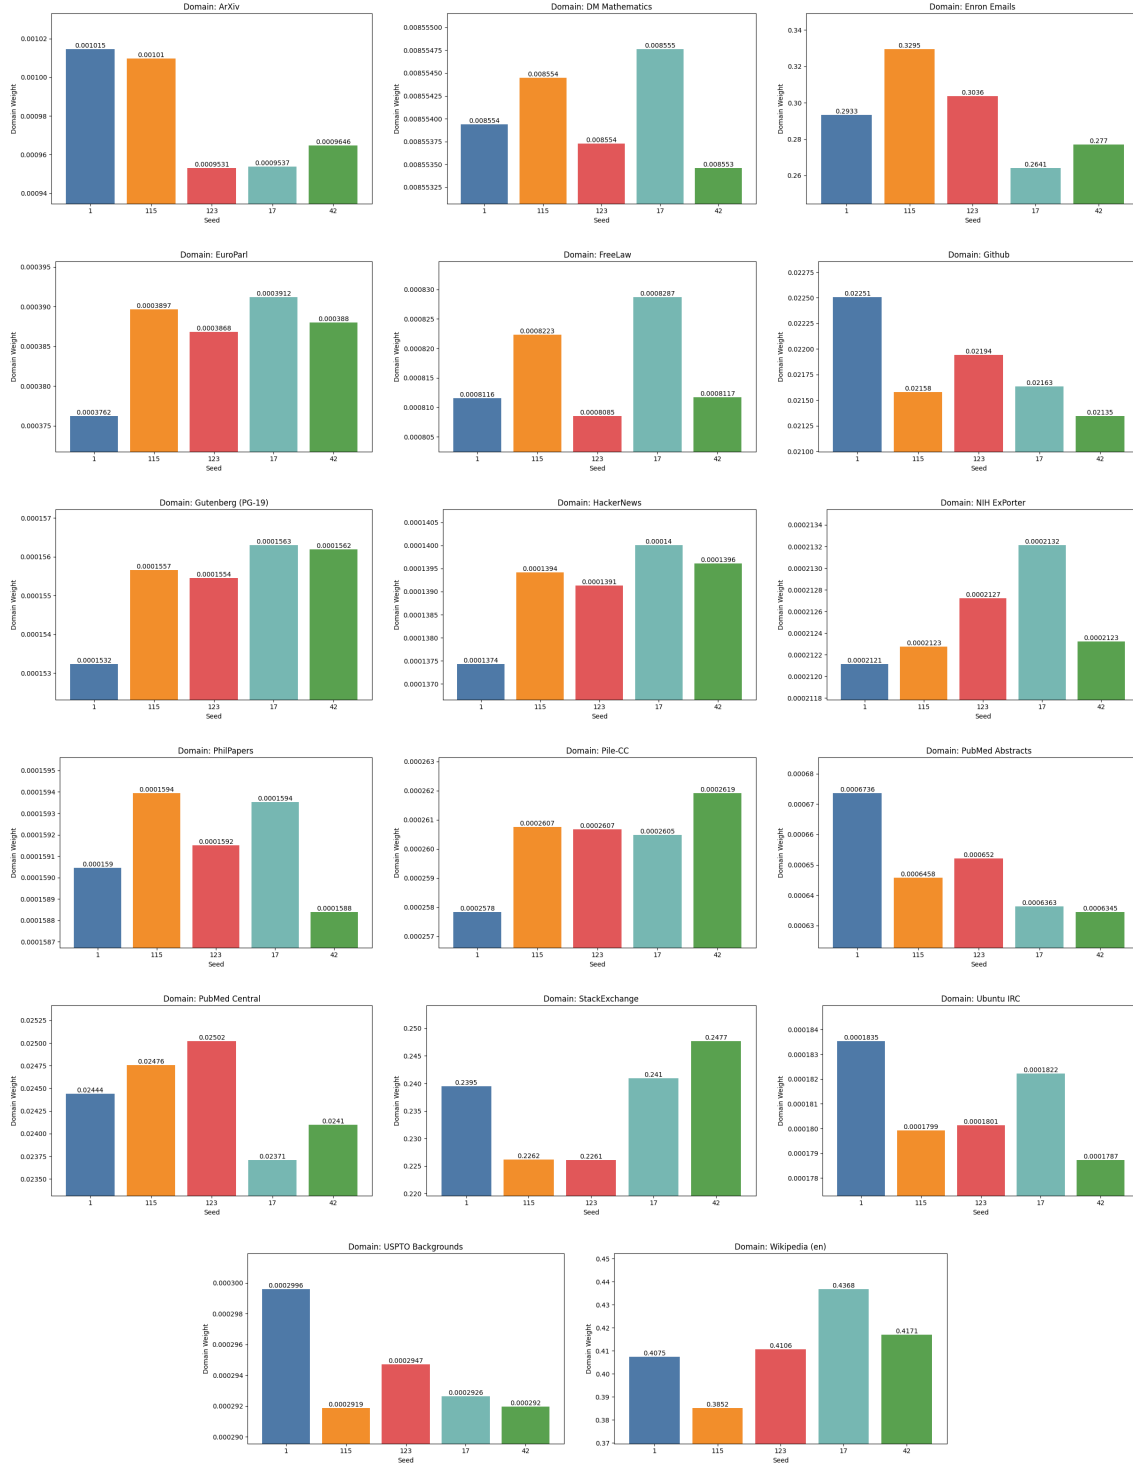 Domain: ArXiv
Domain Weight
0.00102
0.00100
0.00098
0.00096
0.00094
0.001015
0.00101
0.0009531
0.0009537
0.0009646
1 115 123 17 42
Seed
Domain: DM Mathematics
Domain Weight
0.00855500
0.00855475
0.00855450
0.00855425
0.00855400
0.00855375
0.00855350
0.00855325
0.008554
0.008554
0.008554
0.008555
0.008553
1 115 123 17 42
Seed
Domain: Enron Emails
Domain Weight
0.34
0.32
0.30
0.28
0.26
0.2933
0.3295
0.3036
0.2641
0.277
1 115 123 17 42
Seed
Domain: EuroParl
Domain Weight
0.000395
0.000390
0.000385
0.000380
0.000375
0.0003762
0.0003897
0.0003868
0.0003912
0.000388
1 115 123 17 42
Seed
Domain: FreeLaw
Domain Weight
0.000830
0.000825
0.000820
0.000815
0.000810
0.000805
0.0008116
0.0008223
0.0008085
0.0008287
0.0008117
1 115 123 17 42
Seed
Domain: Github
Domain Weight
0.02275
0.02250
0.02225
0.02200
0.02175
0.02150
0.02125
0.02100
0.02251
0.02158
0.02194
0.02163
0.02135
1 115 123 17 42
Seed
Domain: Gutenberg (PG-19)
Domain Weight
0.000157
0.000156
0.000155
0.000154
0.000153
0.0001532
0.0001557
0.0001554
0.0001563
0.0001562
1 115 123 17 42
Seed
Domain: HackerNews
Domain Weight
0.0001405
0.0001400
0.0001395
0.0001390
0.0001385
0.0001380
0.0001375
0.0001370
0.0001374
0.0001394
0.0001391
0.00014
0.0001396
1 115 123 17 42
Seed
Domain: NIH ExPorter
Domain Weight
0.0002134
0.0002132
0.0002130
0.0002128
0.0002126
0.0002124
0.0002122
0.0002120
0.0002118
0.0002121
0.0002123
0.0002127
0.0002132
0.0002123
1 115 123 17 42
Seed
Domain: PhilPapers
Domain Weight
0.0001595
0.0001594
0.0001593
0.0001592
0.0001591
0.0001590
0.0001589
0.0001588
0.0001587
0.000159
0.0001594
0.0001592
0.0001594
0.0001588
1 115 123 17 42
Seed
Domain: Pile-CC
Domain Weight
0.000263
0.000262
0.000261
0.000260
0.000259
0.000258
0.000257
0.0002578
0.0002607
0.0002607
0.0002605
0.0002619
1 115 123 17 42
Seed
Domain: PubMed Abstracts
Domain Weight
0.00068
0.00067
0.00066
0.00065
0.00064
0.00063
0.0006736
0.0006458
0.000652
0.0006363
0.0006345
1 115 123 17 42
Seed
Domain: PubMed Central
Domain Weight
0.02525
0.02500
0.02475
0.02450
0.02425
0.02400
0.02375
0.02350
0.02444
0.02476
0.02502
0.02371
0.0241
1 115 123 17 42
Seed
Domain: StackExchange
Domain Weight
0.250
0.245
0.240
0.235
0.230
0.225
0.220
0.2395
0.2262
0.2261
0.241
0.2477
1 115 123 17 42
Seed
Domain: Ubuntu IRC
Domain Weight
0.000184
0.000183
0.000182
0.000181
0.000180
0.000179
0.000178
0.0001835
0.0001799
0.0001801
0.0001822
0.0001787
1 115 123 17 42
Seed
Domain: USPTO Backgrounds
Domain Weight
0.000300
0.000298
0.000296
0.000294
0.000292
0.000290
0.0002996
0.0002919
0.0002947
0.0002926
0.000292
1 115 123 17 42
Seed
Domain: Wikipedia (en)
Domain Weight
0.45
0.44
0.43
0.42
0.41
0.40
0.39
0.38
0.37
0.4075
0.3852
0.4106
0.4368
0.4171
1 115 123 17 42
Seed